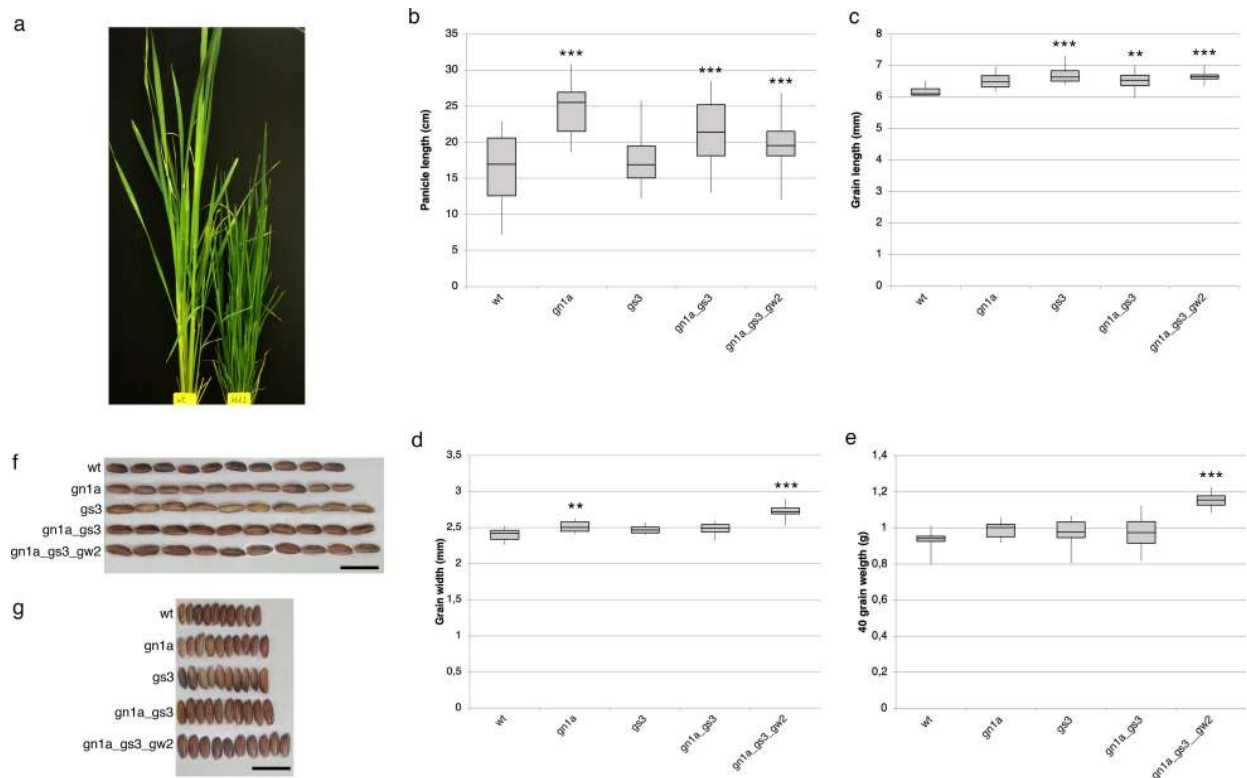 a
wt
b
Panicle length (cm)
35
30
25
20
15
10
5
0
***
***
***
wt
gn1a
gs3
gn1a_gs3
gn1a_gs3_gw2
c
Grain length (mm)
8
7
6
5
4
3
2
1
0
***
**
***
wt
gn1a
gs3
gn1a_gs3
gn1a_gs3_gw2
d
Grain width (mm)
3,5
3
2,5
2
1,5
1
0,5
0,0
**
***
wt
gn1a
gs3
gn1a_gs3
gn1a_gs3_gw2
e
40 grain weigth (g)
1,4
1,2
1
0,8
0,6
0,4
0,2
0
***
wt
gn1a
gs3
gn1a_gs3
gn1a_gs3__gw2
f
wt
gn1a
gs3
gn1a_gs3
gn1a_gs3_gw2
g
wt
gn1a
gs3
gn1a_gs3
gn1a_gs3_gw2